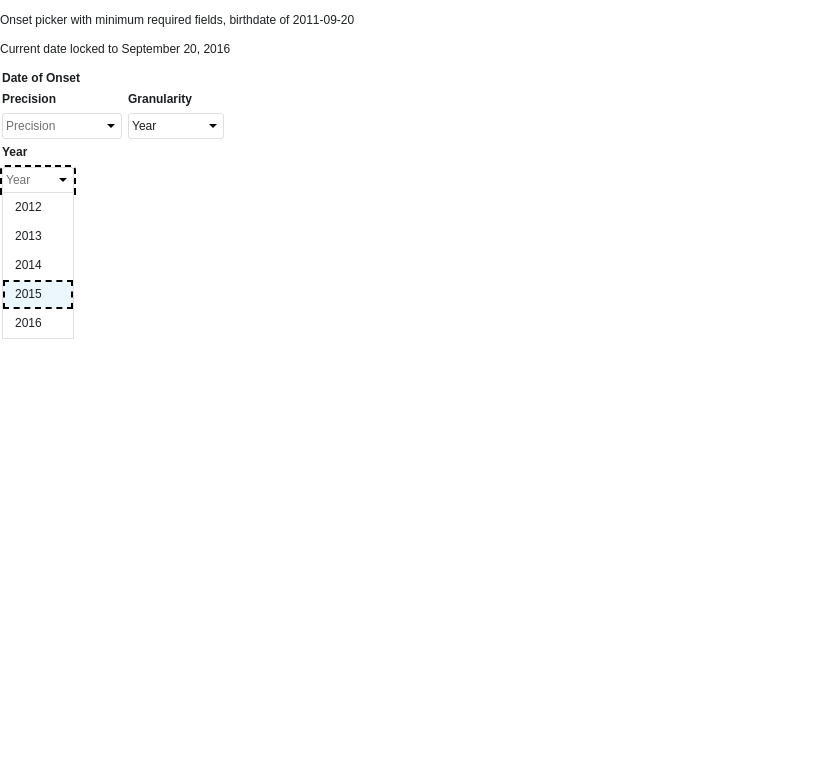 Onset picker with minimum required fields, birthdate of 2011-09-20
Current date locked to September 20, 2016
Date of Onset
Precision Granularity
Precision Year
Year
Year
2012
2013
2014
2015
2016